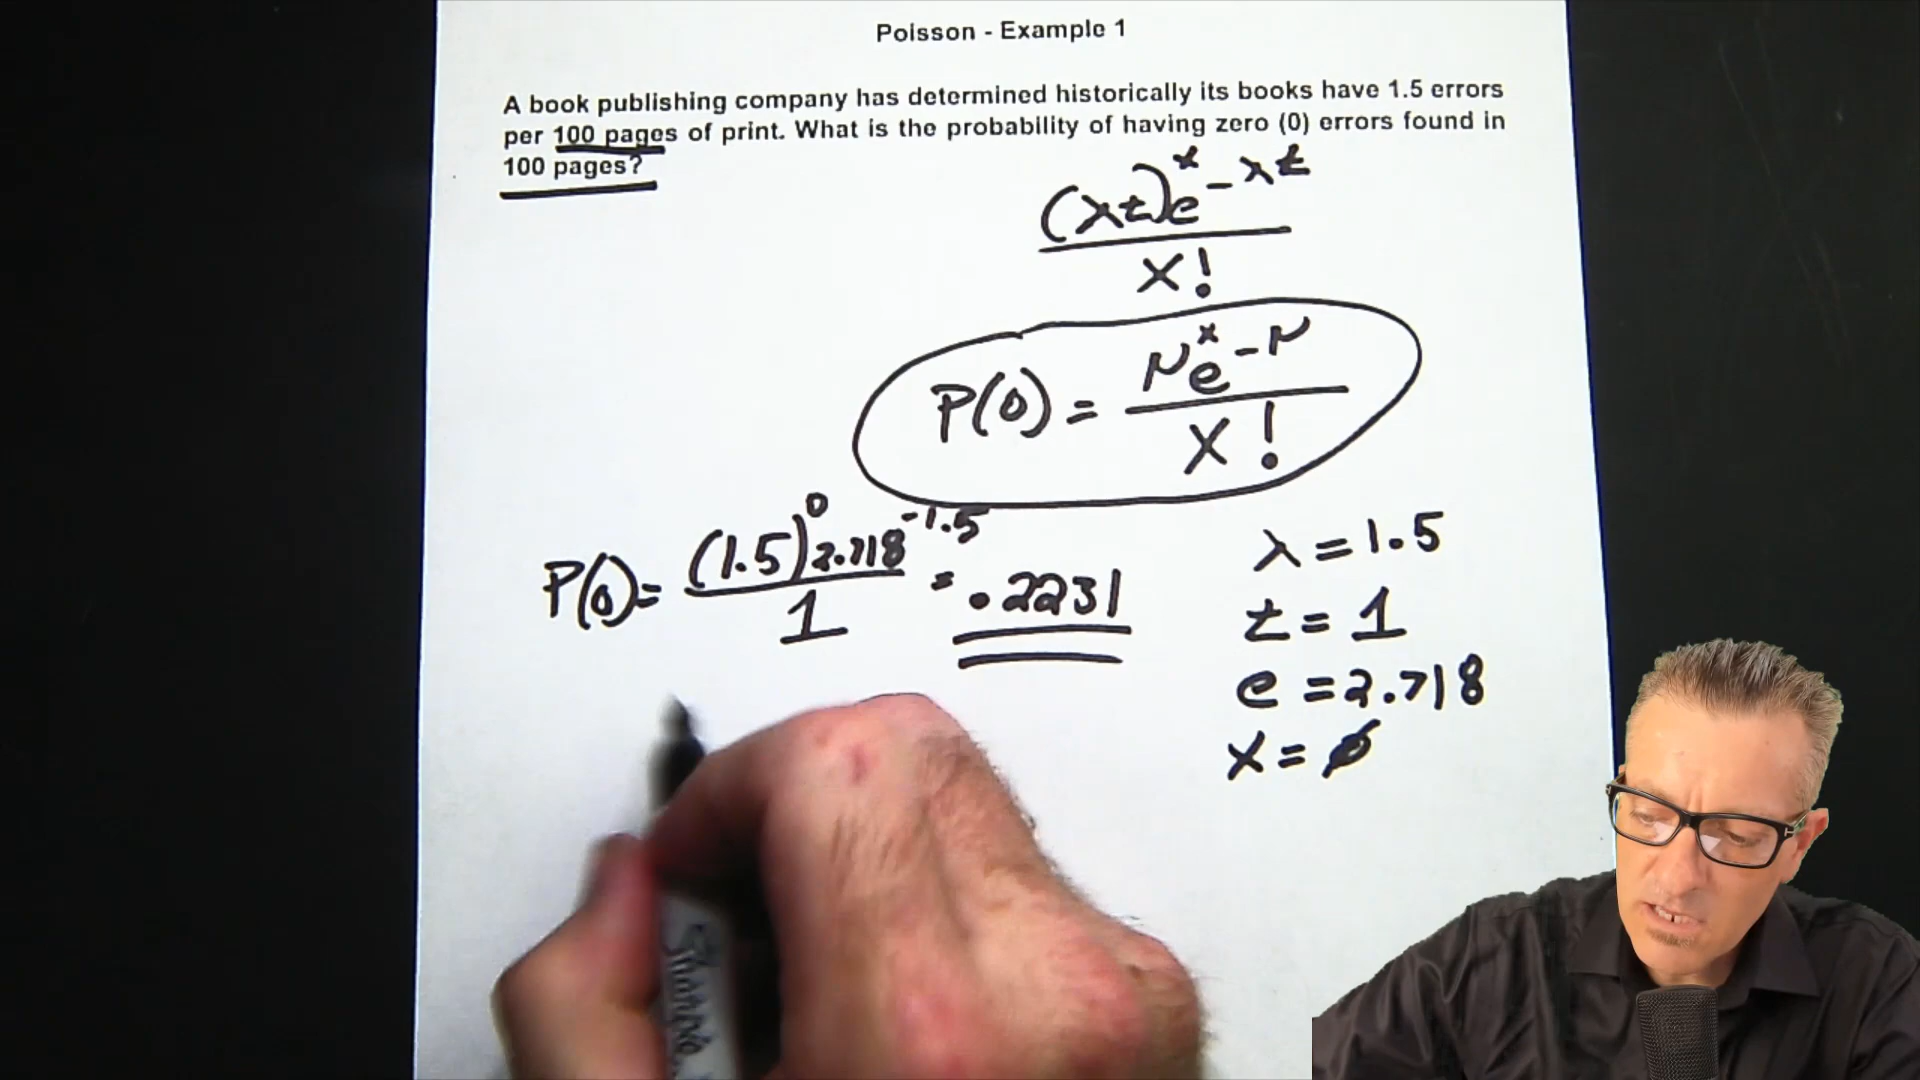 Poisson - Example 1
A book publishing company has determined historically its books have 1.5 errors
per 100 pages of print. What is the probability of having zero (0) errors found in
100 pages?
(λt)^x e^-λt
x!
P(0) = μ^x e^-μ
x!
P(0) = (1.5)^0 2.718^-1.5 = .2231
1
λ = 1.5
t = 1
e = 2.718
x = 0
Sharpie